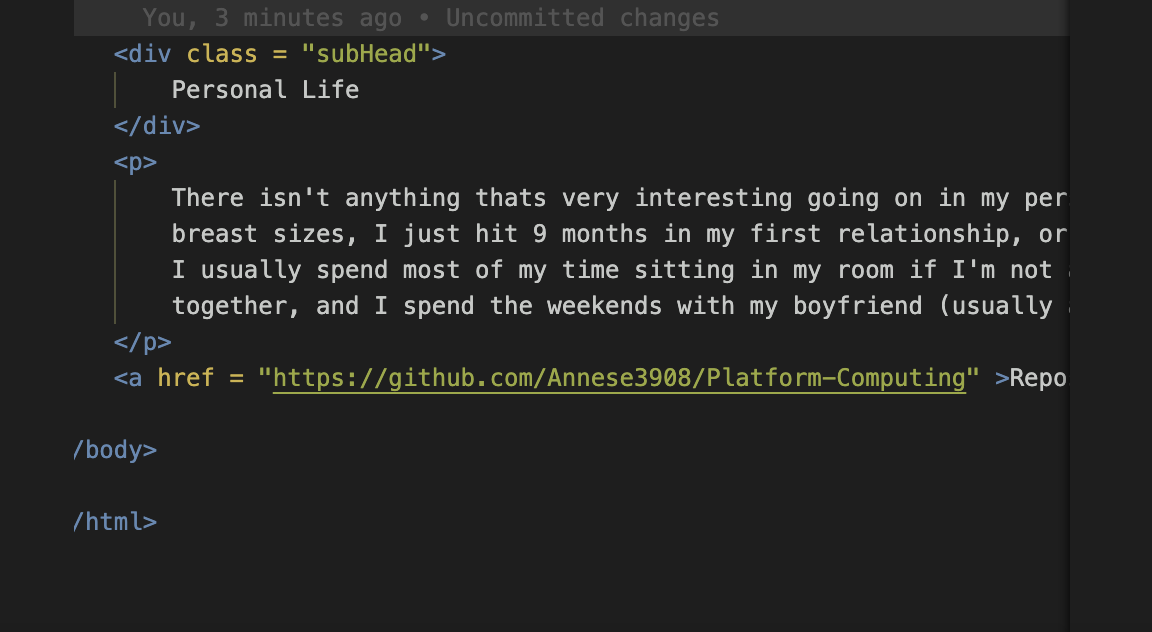 You, 3 minutes ago • Uncommitted changes
<div class = "subHead">
Personal Life
</div>
<p>
There isn't anything thats very interesting going on in my per
breast sizes, I just hit 9 months in my first relationship, or
I usually spend most of my time sitting in my room if I'm not
together, and I spend the weekends with my boyfriend (usually
</p>
<a href = "https://github.com/Annese3908/Platform-Computing" >Repo
/body>
/html>